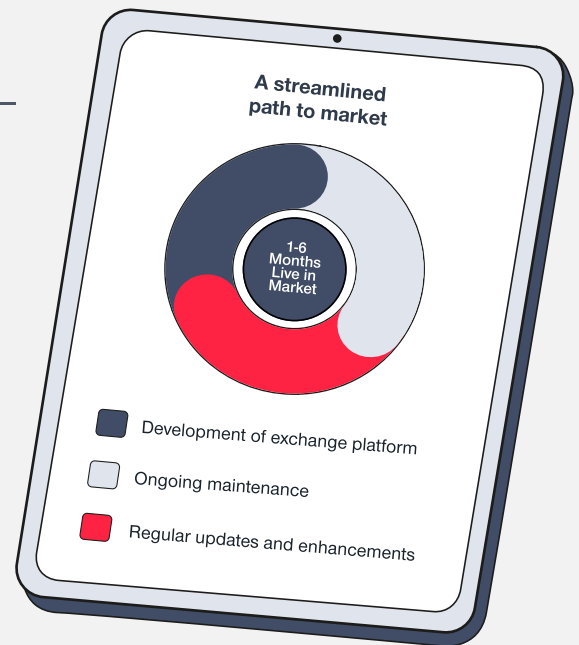 A streamlined
path to market
1-6
Months
Live in
Market
Development of exchange platform
Ongoing maintenance
Regular updates and enhancements